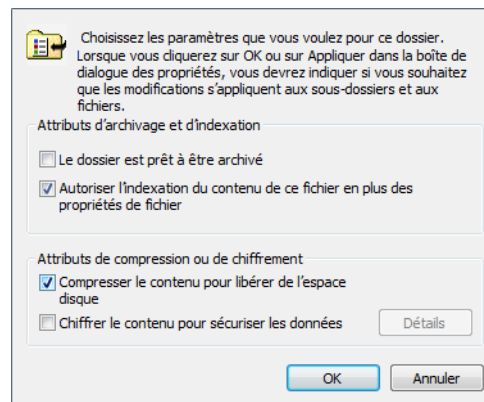 Choisissez les paramètres que vous voulez pour ce dossier.
Lorsque vous cliquerez sur OK ou sur Appliquer dans la boîte de
dialogue des propriétés, vous devrez indiquer si vous souhaitez
que les modifications s'appliquent aux sous-dossiers et aux
fichiers.
Attributs d'archivage et d'indexation
Le dossier est prêt à être archivé
Autoriser l'indexation du contenu de ce fichier en plus des
propriétés de fichier
Attributs de compression ou de chiffrement
Compresser le contenu pour libérer de l'espace
disque
Chiffrer le contenu pour sécuriser les données
Détails
OK
Annuler